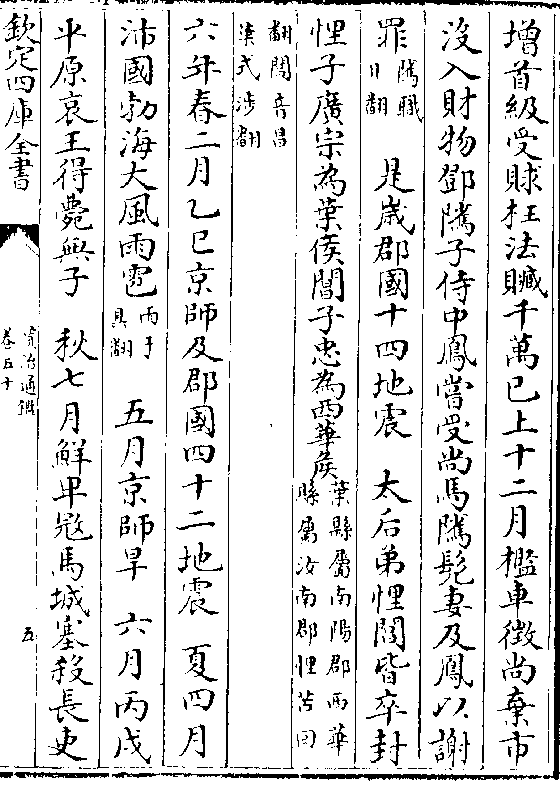 增首級受賕枉法贓千萬已上十二月檻車徵尚棄市
沒入財物鄧隲子侍中鳳嘗受尚馬隲髠妻及鳳以謝
罪隲職日翻 是歲郡國十四地震 太后弟悝閶皆卒封
悝子廣宗為葉侯閶子忠為西華侯葉縣屬南陽郡西華縣屬汝南郡悝苦回
翻閶音昌葉式涉翻
六年春二月乙巳京師及郡國四十二地震 夏四月
沛國勃海大風雨雹雨于具翻 五月京師旱 六月丙戌
平原哀王得薨無子 秋七月鮮卑冦馬城塞殺長吏
欽定四庫全書
資治通鑑
卷五十
五